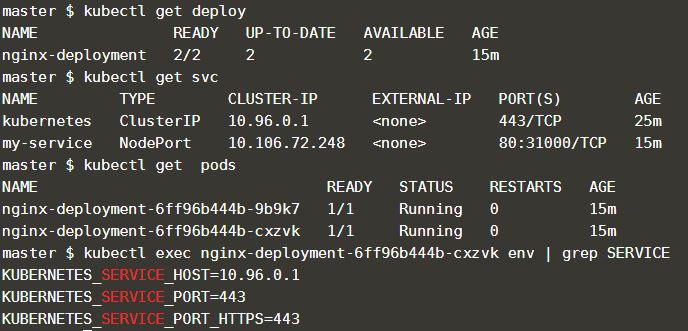 master $ kubectl get deploy
NAME READY UP-TO-DATE AVAILABLE AGE
nginx-deployment 2/2 2 2 15m
master $ kubectl get svc
NAME TYPE CLUSTER-IP EXTERNAL-IP PORT(S) AGE
kubernetes ClusterIP 10.96.0.1 <none> 443/TCP 25m
my-service NodePort 10.106.72.248 <none> 80:31000/TCP 15m
master $ kubectl get  pods
NAME READY STATUS RESTARTS AGE
nginx-deployment-6ff96b444b-9b9k7 1/1 Running 0 15m
nginx-deployment-6ff96b444b-cxzvk 1/1 Running 0 15m
master $ kubectl exec nginx-deployment-6ff96b444b-cxzvk env | grep SERVICE
KUBERNETES_SERVICE_HOST=10.96.0.1
KUBERNETES_SERVICE_PORT=443
KUBERNETES_SERVICE_PORT_HTTPS=443